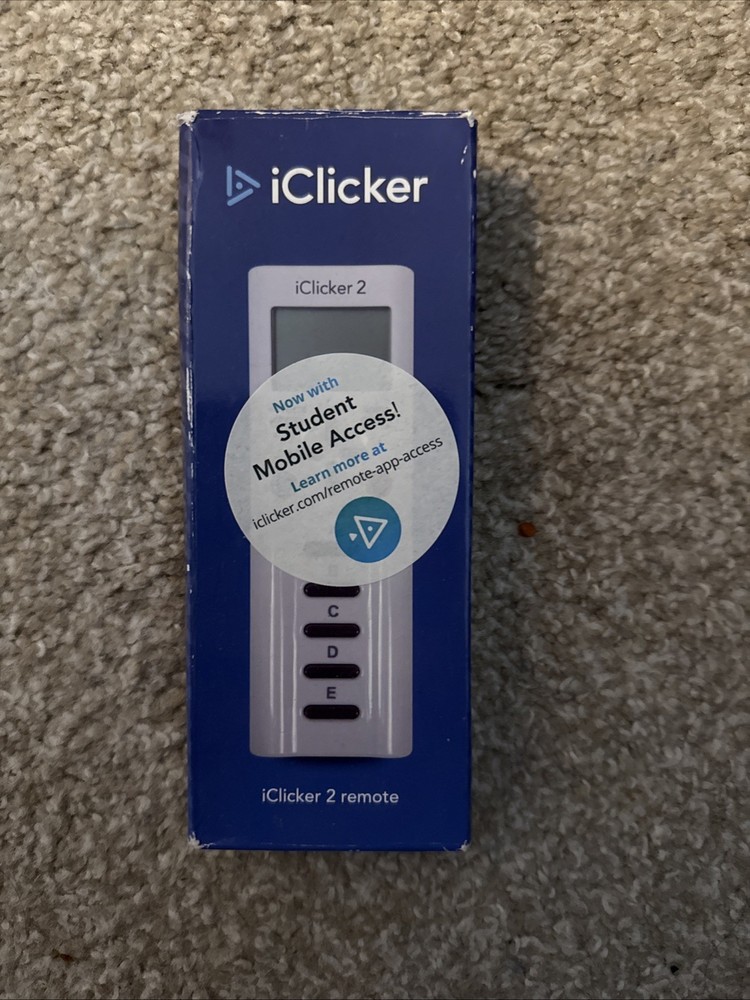 iClicker
iClicker 2
Now with
Student
Mobile Access!
Learn more at
iclicker.com/remote-app-access
C
D
E
iClicker 2 remote